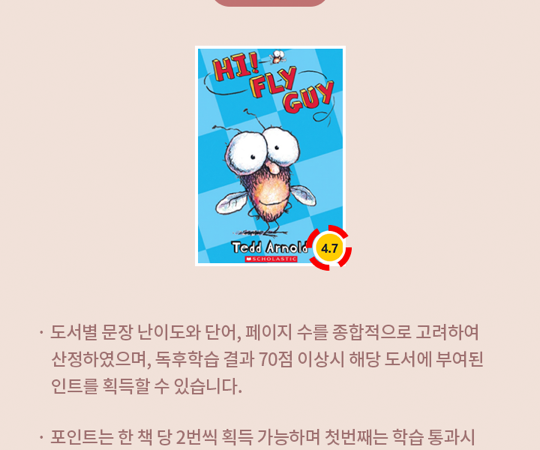 HI!
FLY
GUY
Tedd Arnold
SCHOLASTIC
4.7
· 도서별 문장 난이도와 단어, 페이지 수를 종합적으로 고려하여
산정하였으며, 독후학습 결과 70점 이상시 해당 도서에 부여된
인트를 획득할 수 있습니다.
· 포인트는 한 책 당 2번씩 획득 가능하며 첫번째는 학습 통과시